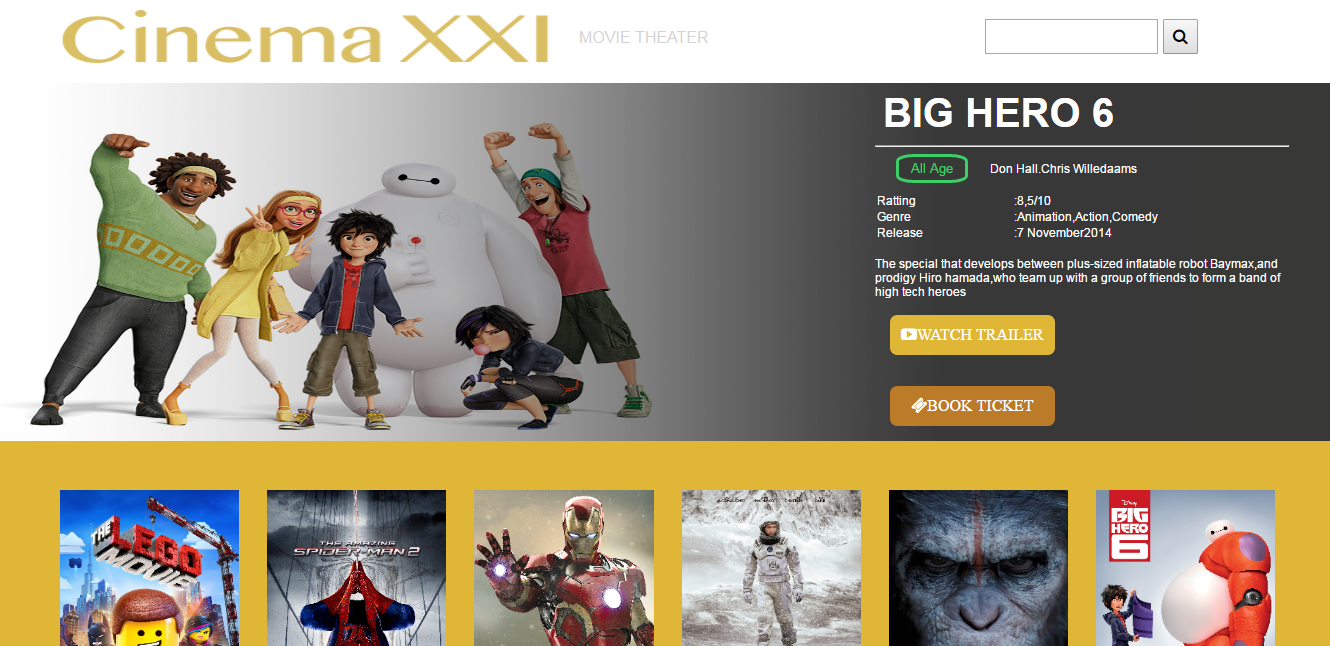 Cinema XXI
MOVIE THEATER
BIG HERO 6
All Age
Don Hall.Chris Willedaams
Ratting :8,5/10
Genre :Animation,Action,Comedy
Release :7 November2014
The special that develops between plus-sized inflatable robot Baymax,and
prodigy Hiro hamada,who team up with a group of friends to form a band of
high tech heroes
WATCH TRAILER
BOOK TICKET
THE LEGO
MOVIE
THE AMAZING
SPIDER-MAN 2
Disney
BIG
HERO
6